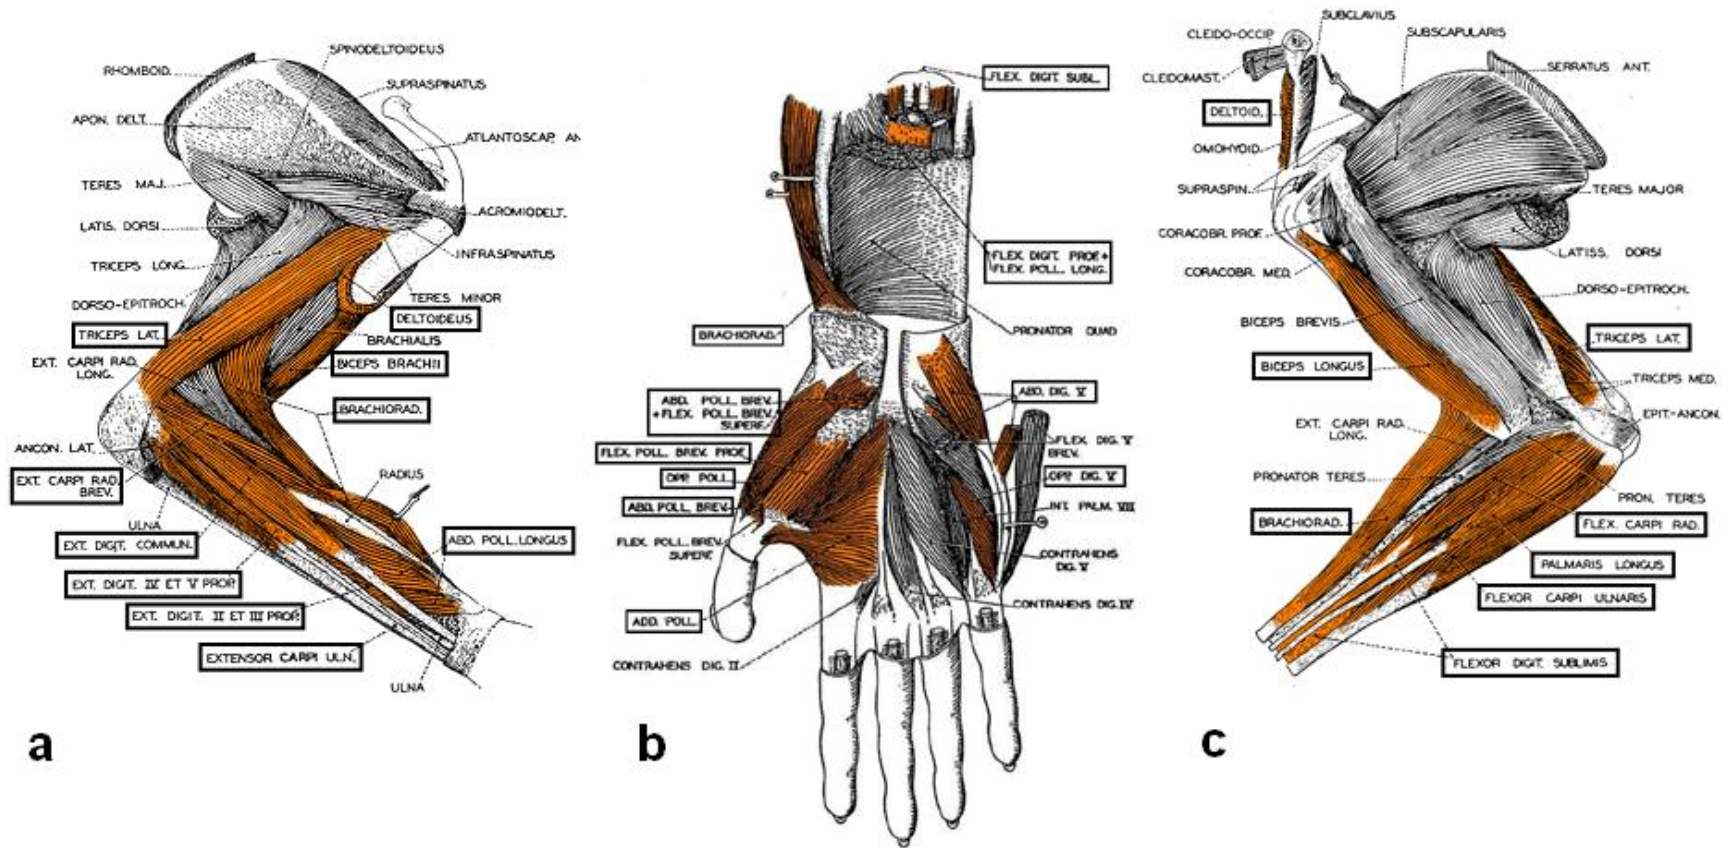 SPINODELTOIDEUS
RHOMBOID.
SUPRASPINATUS
APON. DELT.
ATLANTOSCAP. AN
TERES MAJ.
ACROMIODELT.
LATIS. DORSI
INFRASPINATUS
TRICEPS LONG.
TERES MINOR
DORSO-EPITROCH.
DELTOIDEUS
TRICEPS LAT.
BRACHIALIS
EXT. CARPI RAD.
LONG.
BICEPS BRACHII
BRACHIORAD.
ANCON. LAT.
RADIUS
EXT. CARPI RAD.
BREV.
ULNA
EXT. DIGIT. COMMUN.
ABD. POLL. LONGUS
EXT. DIGIT. IV ET V PROP.
EXT. DIGIT. II ET III PROP.
EXTENSOR CARPI ULN.
ULNA
a
FLEX. DIGIT. SUBL.
FLEX. DIGIT. PROF. +
FLEX. POLL. LONG.
BRACHIORAD.
PRONATOR QUAD
ABD. POLL. BREV.
+ FLEX. POLL. BREV.
SUPERF.
ABD. DIG. V
FLEX. POLL. BREV. PROF.
FLEX. DIG. V
BREV.
OPP. POLL.
OPP. DIG. V
ABD. POLL. BREV.
INT. PALM. VIII
FLEX. POLL. BREV.
SUPERF.
CONTRAHENS
DIG. V
ADD. POLL.
CONTRAHENS DIG. IV
CONTRAHENS DIG. II
b
SUBCLAVIUS
CLEIDO-OCCIP.
SUBSCAPULARIS
CLEIDOMAST.
SERRATUS ANT.
DELTOID.
OMOHYOID.
SUPRASPIN.
TERES MAJOR
CORACOBR. PROF.
LATISS. DORSI
CORACOBR. MED.
DORSO-EPITROCH.
BICEPS BREVIS
TRICEPS LAT.
BICEPS LONGUS
TRICEPS MED.
EPIT.-ANCON.
EXT. CARPI RAD.
LONG.
PRONATOR TERES
PRON. TERES
BRACHIORAD.
FLEX. CARPI RAD.
PALMARIS LONGUS
FLEXOR CARPI ULNARIS
FLEXOR DIGIT. SUBLIMIS
c